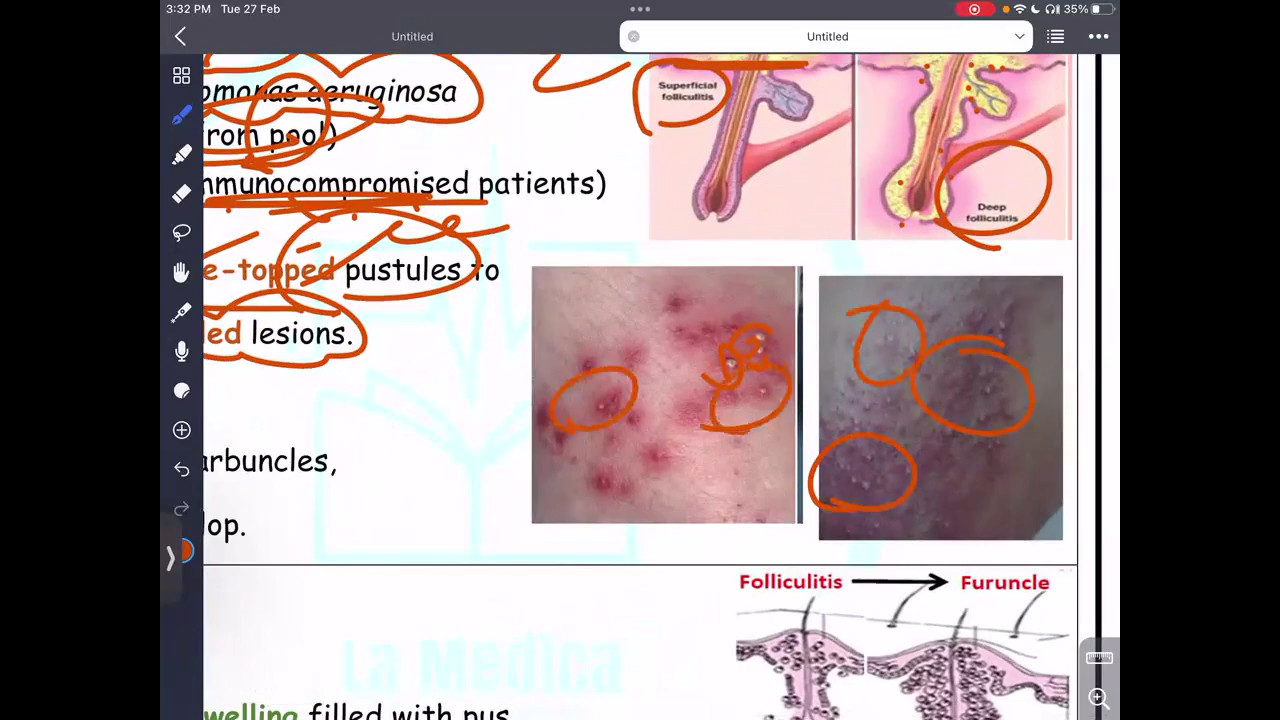 3:32 PM Tue 27 Feb
35%
Untitled
Untitled
omonas aeruginosa
from pool)
mmunocompromised patients)
e-topped pustules to
led lesions.
arbuncles,
lop.
Superficial
folliculitis
Deep
folliculitis
Folliculitis Furuncle
La Medica
welling filled with pus